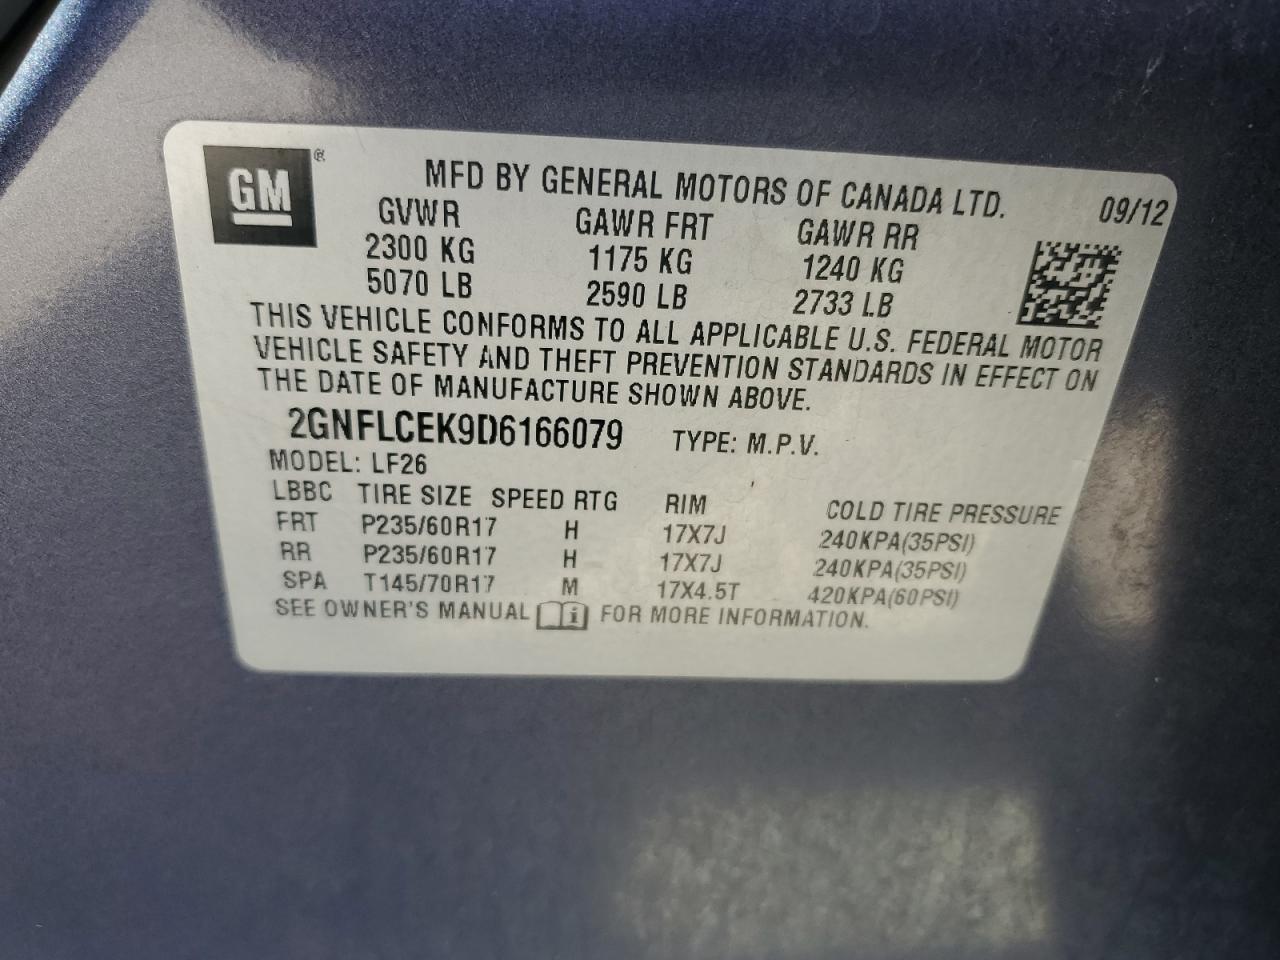 GM ®
MFD BY GENERAL MOTORS OF CANADA LTD. 09/12
GVWR GAWR FRT GAWR RR
2300 KG 1175 KG 1240 KG
5070 LB 2590 LB 2733 LB
THIS VEHICLE CONFORMS TO ALL APPLICABLE U.S. FEDERAL MOTOR
VEHICLE SAFETY AND THEFT PREVENTION STANDARDS IN EFFECT ON
THE DATE OF MANUFACTURE SHOWN ABOVE.
2GNFLCEK9D6166079 TYPE: M.P.V.
MODEL: LF26
LBBC TIRE SIZE SPEED RTG RIM COLD TIRE PRESSURE
FRT P235/60R17 H 17X7J 240KPA(35PSI)
RR P235/60R17 H 17X7J 240KPA(35PSI)
SPA T145/70R17 M 17X4.5T 420KPA(60PSI)
SEE OWNER'S MANUAL i FOR MORE INFORMATION.